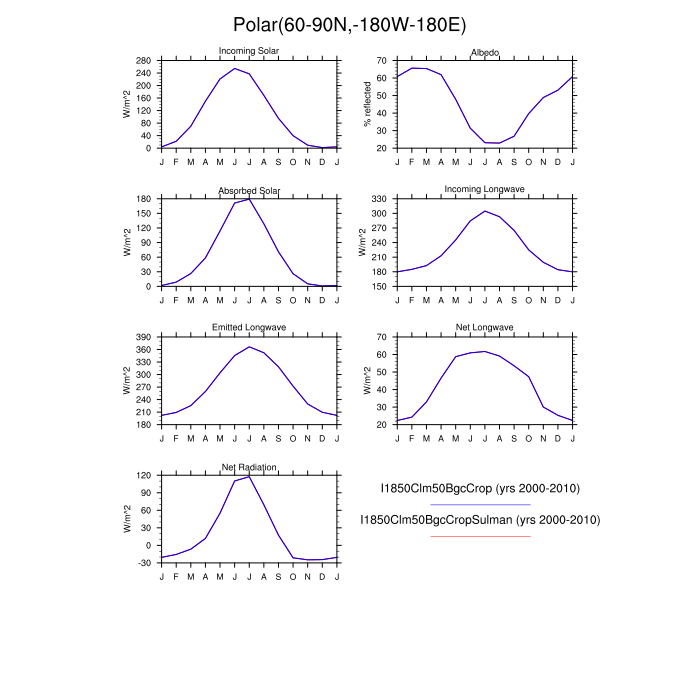 Polar(60-90N,-180W-180E)
Incoming Solar
W/m^2
280
240
200
160
120
80
40
0
J F M A M J J A S O N D J
Albedo
% reflected
70
60
50
40
30
20
J F M A M J J A S O N D J
Absorbed Solar
W/m^2
180
150
120
90
60
30
0
J F M A M J J A S O N D J
Incoming Longwave
W/m^2
330
300
270
240
210
180
150
J F M A M J J A S O N D J
Emitted Longwave
W/m^2
390
360
330
300
270
240
210
180
J F M A M J J A S O N D J
Net Longwave
W/m^2
70
60
50
40
30
20
J F M A M J J A S O N D J
Net Radiation
W/m^2
120
90
60
30
0
-30
J F M A M J J A S O N D J
I1850Clm50BgcCrop (yrs 2000-2010)
I1850Clm50BgcCropSulman (yrs 2000-2010)